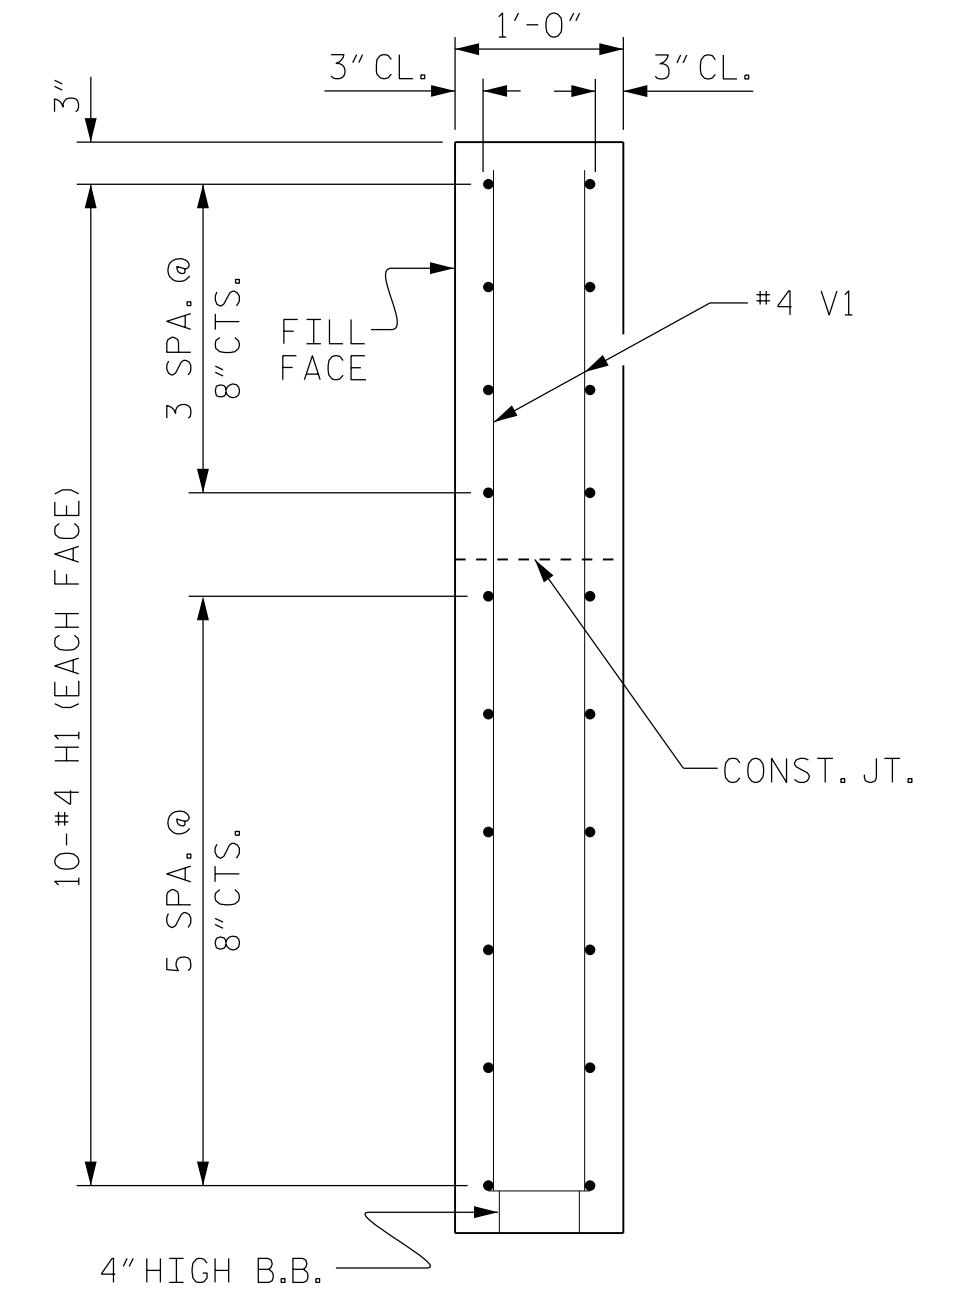 1'-0"
3" CL.
3" CL.
3"
3 SPA. @
8" CTS.
FILL
FACE
#4 V1
10-#4 H1 (EACH FACE)
CONST. JT.
5 SPA. @
8" CTS.
4" HIGH B.B.